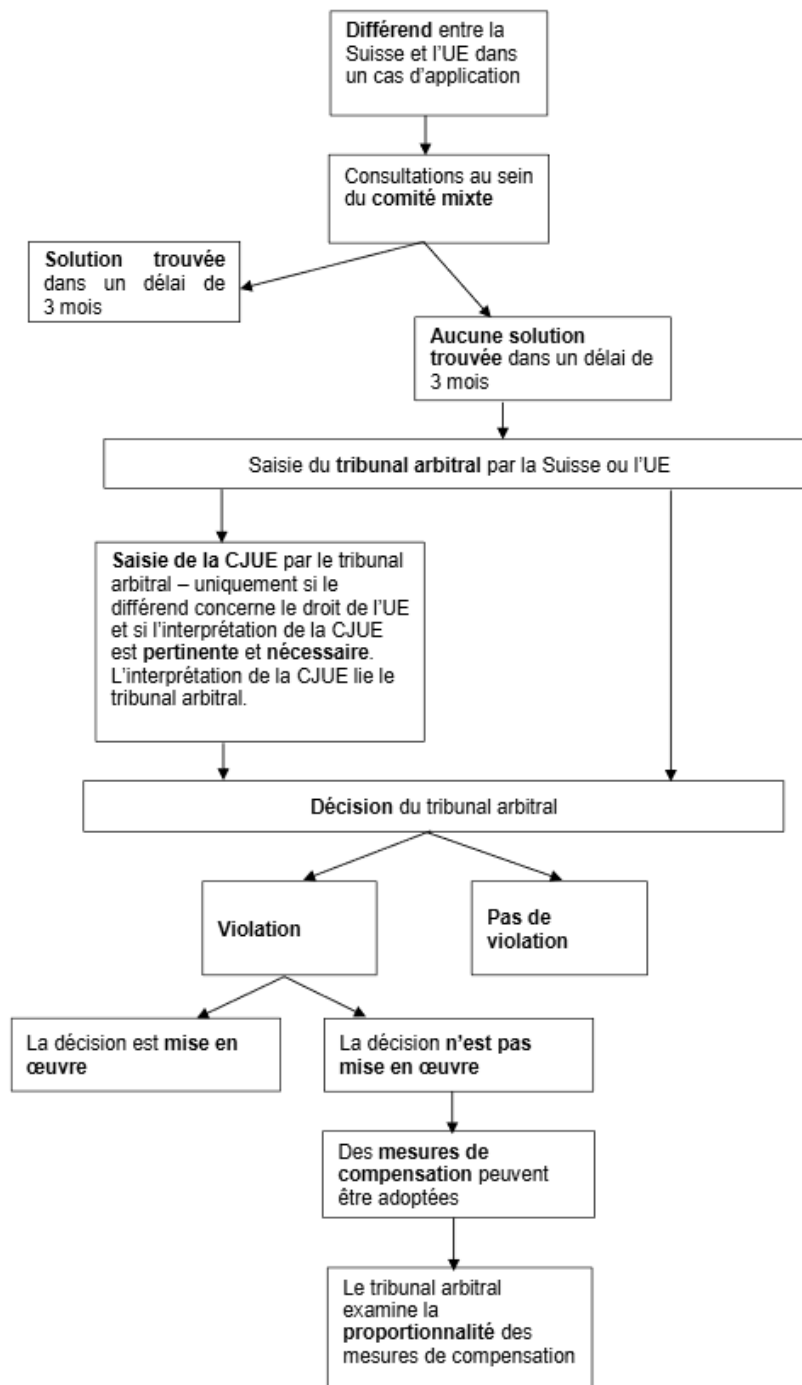 Différend entre la
Suisse et l'UE dans
un cas d'application
Consultations au sein
du comité mixte
Solution trouvée
dans un délai de
3 mois
Aucune solution
trouvée dans un délai de
3 mois
Saisie du tribunal arbitral par la Suisse ou l'UE
Saisie de la CJUE par le tribunal
arbitral – uniquement si le
différend concerne le droit de l'UE
et si l'interprétation de la CJUE
est pertinente et nécessaire.
L'interprétation de la CJUE lie le
tribunal arbitral.
Décision du tribunal arbitral
Violation
Pas de
violation
La décision est mise en
œuvre
La décision n'est pas
mise en œuvre
Des mesures de
compensation peuvent
être adoptées
Le tribunal arbitral
examine la
proportionnalité des
mesures de compensation